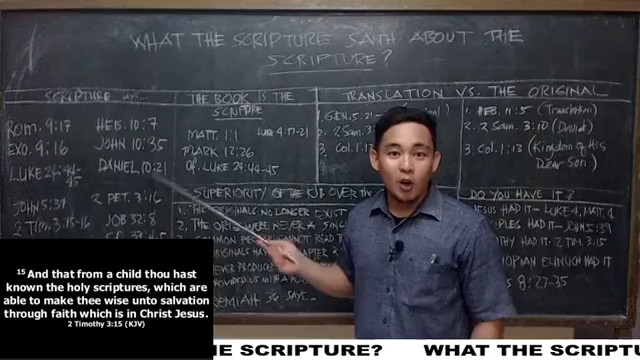 WHAT THE SCRIPTURE SAITH ABOUT THE
SCRIPTURE?
SCRIPTURE says...
ROM. 9:17
EXO. 9:16
LUKE 24:44-45
JOHN 5:39
2 TIM. 3:15-16
HEB. 10:7
JOHN 10:35
DANIEL 10:21
2 PET. 3:16
JOB 32:8
THE BOOK IS THE
SCRIPTURE
MATT. 1:1
LUKE 4:17-21
MARK 12:26
LUKE 24:44-45
TRANSLATION VS. THE ORIGINAL
1. GEN. 5:21
2. 2 Sam. 3:
3. Col. 1:13
1. HEB. 11:5 (Translation)
2. 2 Sam. 3:10 (David)
3. Col. 1:13 (Kingdom of His
Dear Son)
SUPERIORITY OF THE KJB OVER THE
1. THE ORIGINALS NO LONGER EXIST
2. THE ORIG. WERE NEVER A
COMMON PEOPLE CANNOT READ
DO YOU HAVE IT?
HAD IT - LUKE 4, MATT. 4
HAD IT - JOHN 5:39
HAD IT - 2 TIM. 3:15
EUNUCH HAD IT
8:27-35
15 And that from a child thou hast
known the holy scriptures, which are
able to make thee wise unto salvation
through faith which is in Christ Jesus.
2 Timothy 3:15 (KJV)
HE SCRIPTURE? WHAT THE SCRIPTU